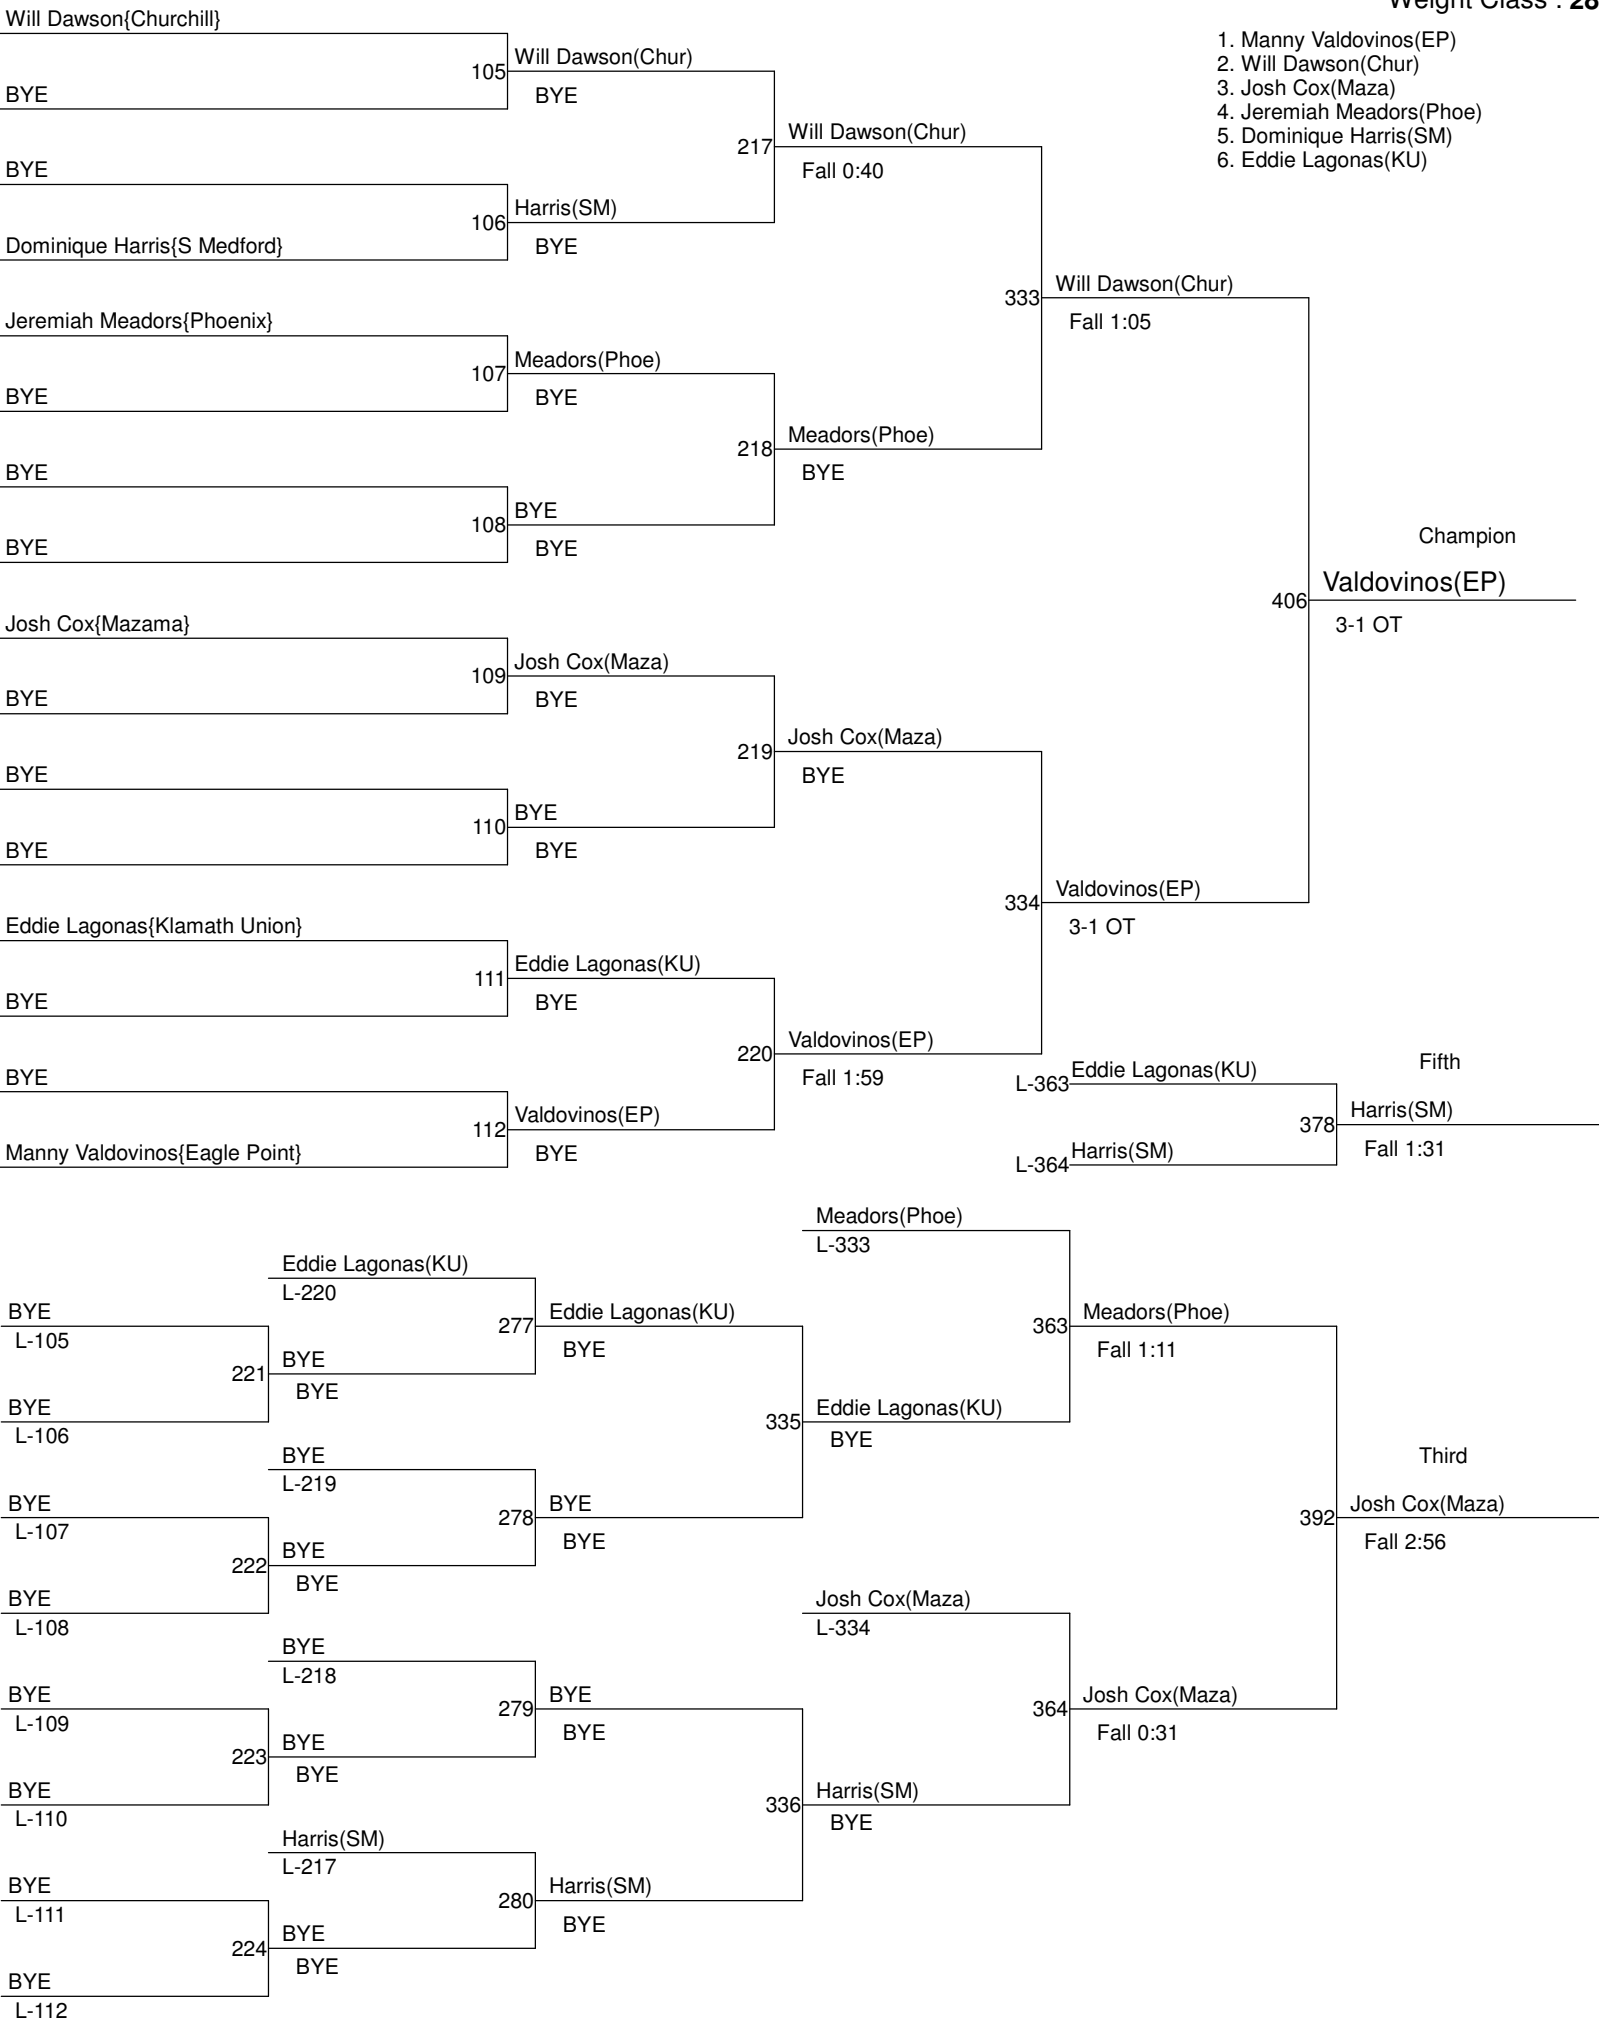 Weight Class : 28
1. Manny Valdovinos(EP)
2. Will Dawson(Chur)
3. Josh Cox(Maza)
4. Jeremiah Meadors(Phoe)
5. Dominique Harris(SM)
6. Eddie Lagonas(KU)
Will Dawson{Churchill}
105
BYE
Will Dawson(Chur)
BYE
BYE
106
Dominique Harris{S Medford}
Harris(SM)
BYE
217
Will Dawson(Chur)
Fall 0:40
Jeremiah Meadors{Phoenix}
107
BYE
Meadors(Phoe)
BYE
BYE
108
BYE
BYE
BYE
218
Meadors(Phoe)
BYE
333
Will Dawson(Chur)
Fall 1:05
Josh Cox{Mazama}
109
BYE
Josh Cox(Maza)
BYE
BYE
110
BYE
BYE
BYE
219
Josh Cox(Maza)
BYE
Eddie Lagonas{Klamath Union}
111
BYE
Eddie Lagonas(KU)
BYE
BYE
112
Manny Valdovinos{Eagle Point}
Valdovinos(EP)
BYE
220
Valdovinos(EP)
Fall 1:59
334
Valdovinos(EP)
3-1 OT
Champion
406
Valdovinos(EP)
3-1 OT
Fifth
L-363
Eddie Lagonas(KU)
L-364
Harris(SM)
378
Harris(SM)
Fall 1:31
Meadors(Phoe)
L-333
Eddie Lagonas(KU)
L-220
BYE
L-105
221
BYE
L-106
BYE
BYE
277
Eddie Lagonas(KU)
BYE
BYE
L-219
BYE
L-107
222
BYE
L-108
BYE
BYE
278
BYE
BYE
335
Eddie Lagonas(KU)
BYE
363
Meadors(Phoe)
Fall 1:11
Josh Cox(Maza)
L-334
BYE
L-218
BYE
L-109
223
BYE
L-110
BYE
BYE
279
BYE
BYE
Harris(SM)
L-217
BYE
L-111
224
BYE
L-112
BYE
BYE
280
Harris(SM)
BYE
336
Harris(SM)
BYE
364
Josh Cox(Maza)
Fall 0:31
Third
392
Josh Cox(Maza)
Fall 2:56